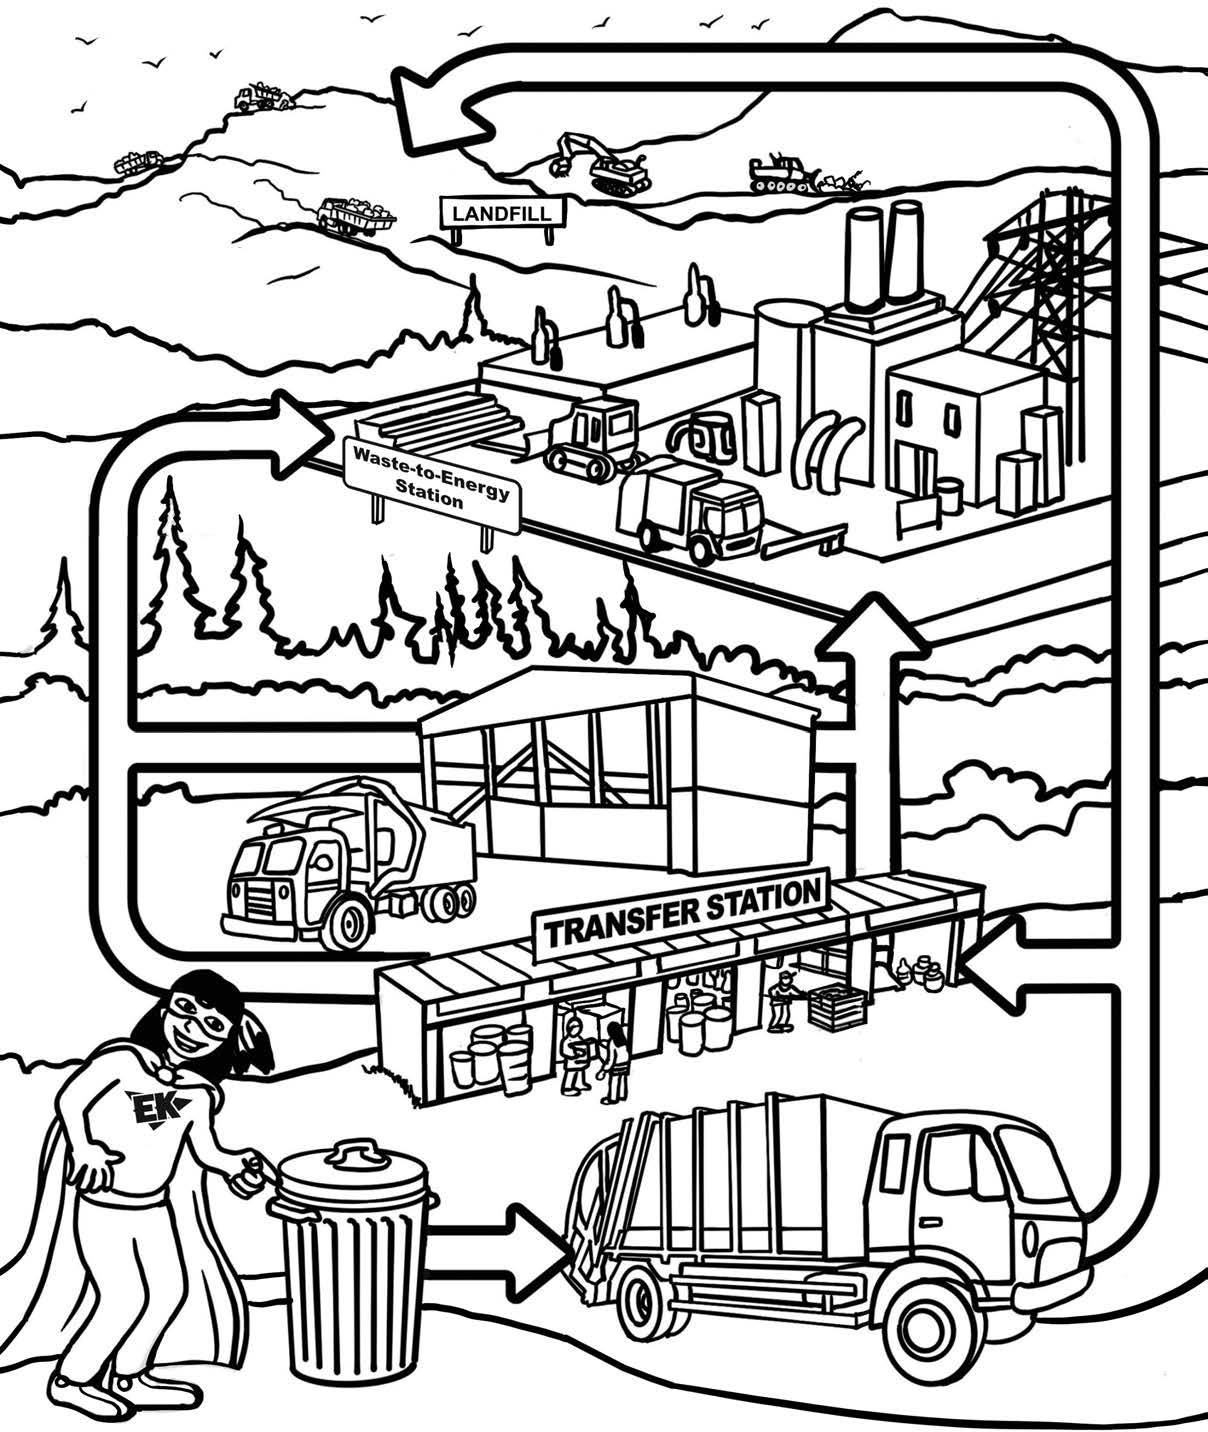 LANDFILL
Waste-to-Energy
Station
TRANSFER STATION
EK